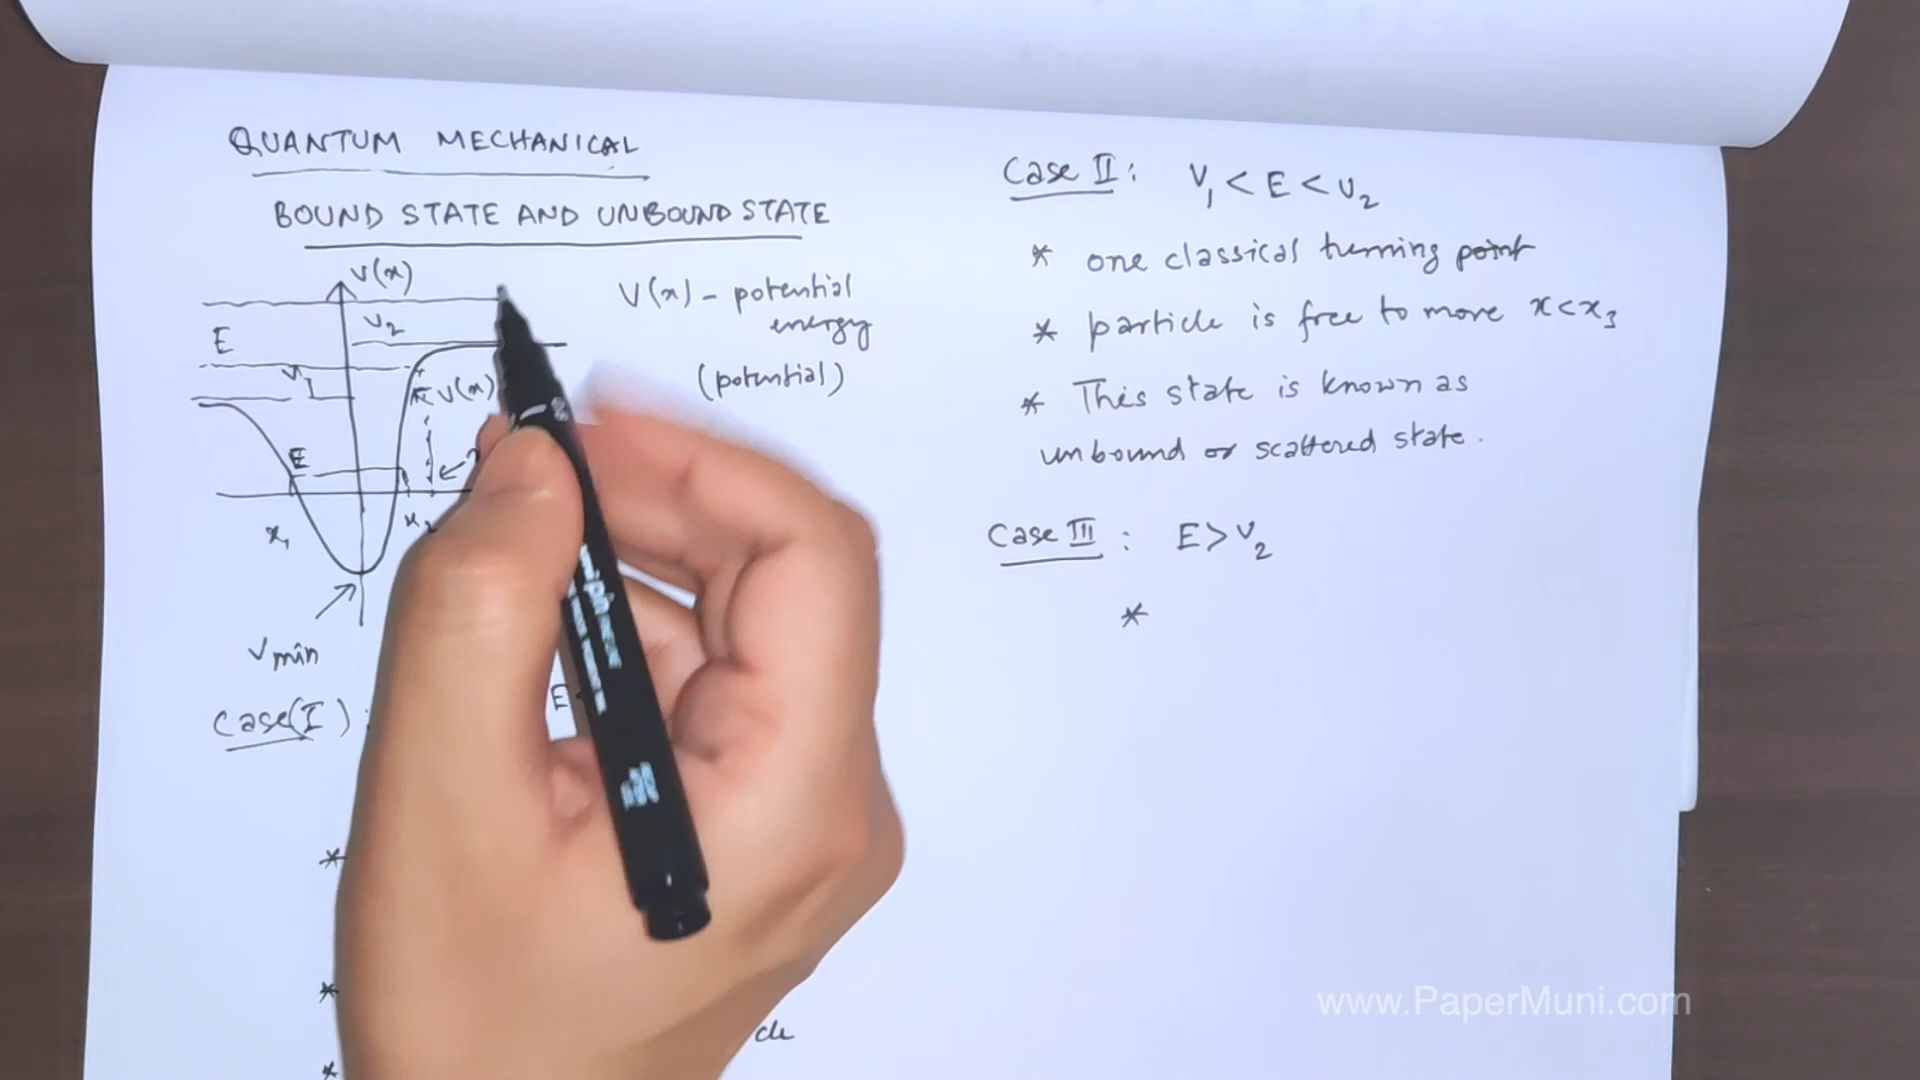 QUANTUM MECHANICAL
BOUND STATE AND UNBOUND STATE
V(x)
V(x) - potential
energy
(potential)
V2
E
V1
V(x)
E
x1
x2
Vmin
Case(I) :
E
cle
Case II : V1 < E < V2
* one classical turning point
* particle is free to move x<x3
* This state is known as
unbound or scattered state.
Case III : E > V2
*
www.PaperMuni.com